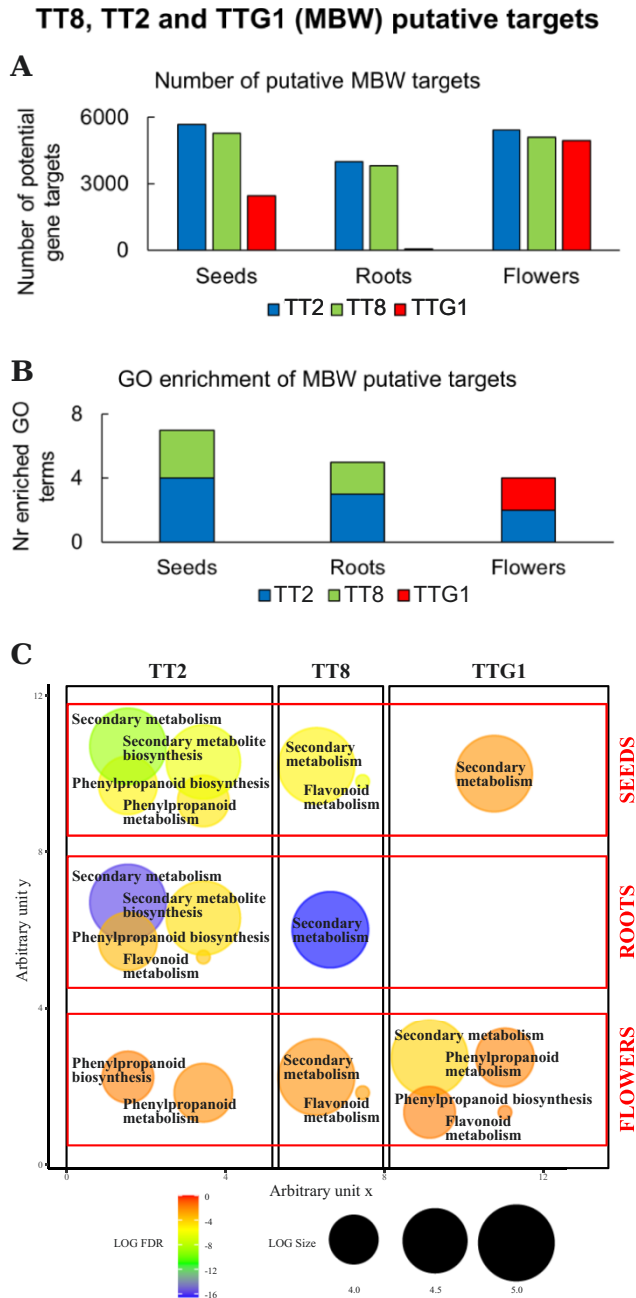 TT8, TT2 and TTG1 (MBW) putative targets
A
Number of putative MBW targets
Number of potential
gene targets
6000
3000
0
Seeds
Roots
Flowers
TT2
TT8
TTG1
B
GO enrichment of MBW putative targets
Nr enriched GO
terms
8
4
0
Seeds
Roots
Flowers
TT2
TT8
TTG1
C
TT2
TT8
TTG1
12
8
4
0
Arbitrary unit y
Secondary metabolism
Secondary metabolite
biosynthesis
Phenylpropanoid biosynthesis
Phenylpropanoid
metabolism
Secondary
metabolism
Flavonoid
metabolism
Secondary
metabolism
SEEDS
Secondary metabolism
Secondary metabolite
biosynthesis
Phenylpropanoid biosynthesis
Flavonoid
metabolism
Secondary
metabolism
ROOTS
Phenylpropanoid
biosynthesis
Phenylpropanoid
metabolism
Secondary
metabolism
Flavonoid
metabolism
Secondary metabolism
Phenylpropanoid
metabolism
Phenylpropanoid biosynthesis
Flavonoid
metabolism
FLOWERS
0
4
8
12
Arbitrary unit x
LOG FDR
0
-4
-8
-12
-16
LOG Size
4.0
4.5
5.0